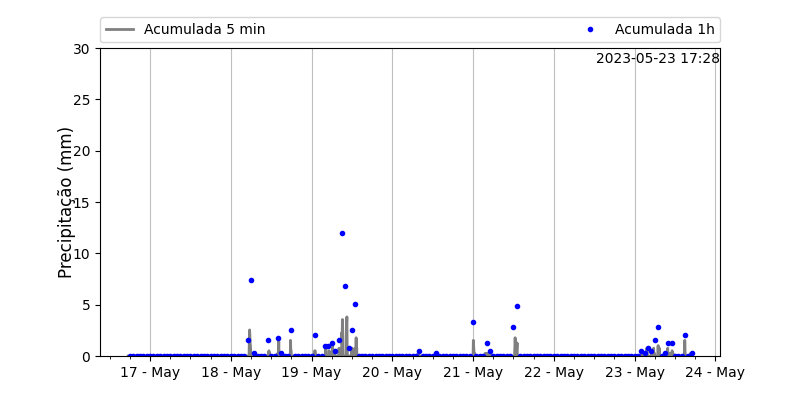 Acumulada 5 min
Acumulada 1h
2023-05-23 17:28
Precipitação (mm)
30
25
20
15
10
5
0
17 - May
18 - May
19 - May
20 - May
21 - May
22 - May
23 - May
24 - May